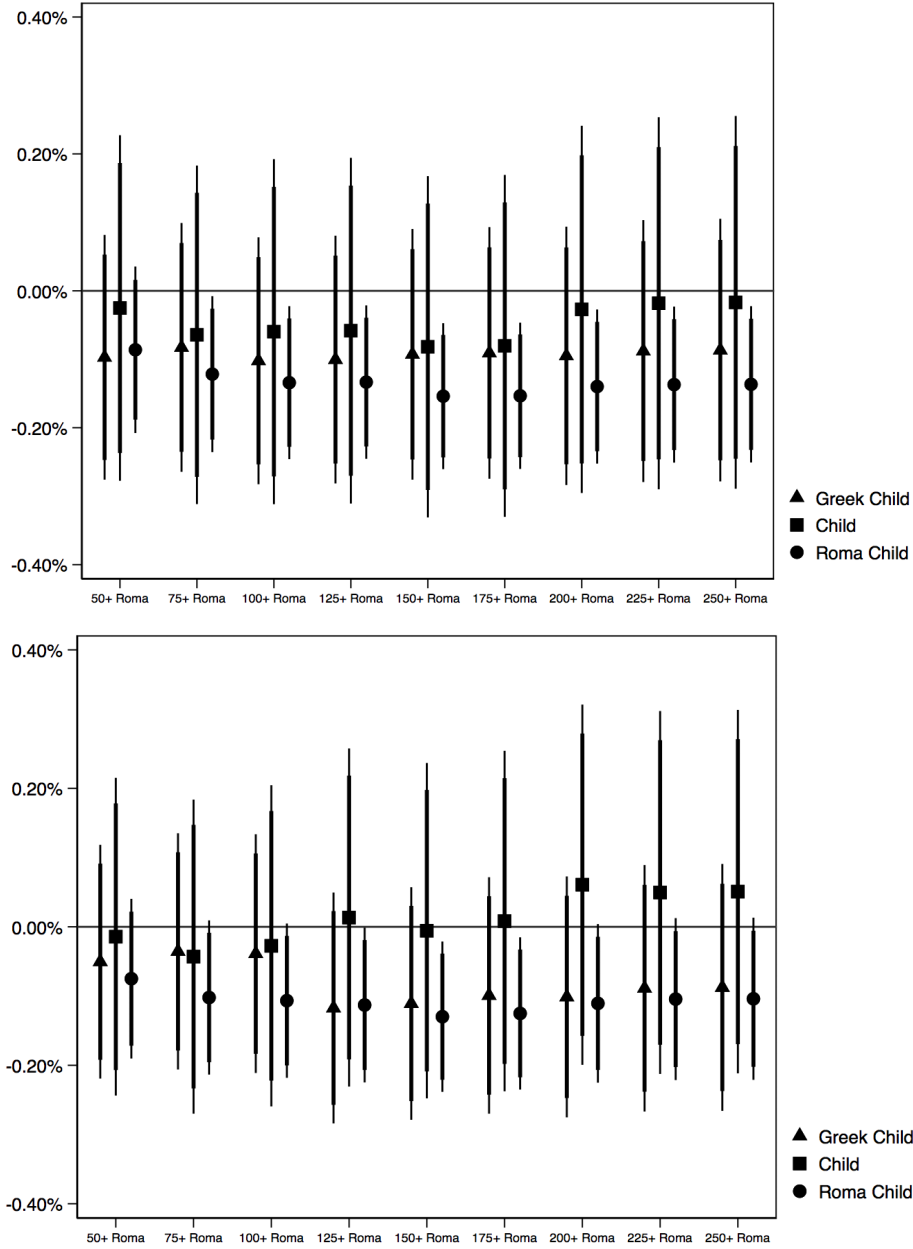 0.40%
0.20%
0.00%
-0.20%
-0.40%
50+ Roma 75+ Roma 100+ Roma 125+ Roma 150+ Roma 175+ Roma 200+ Roma 225+ Roma 250+ Roma
Greek Child
Child
Roma Child
0.40%
0.20%
0.00%
-0.20%
-0.40%
50+ Roma 75+ Roma 100+ Roma 125+ Roma 150+ Roma 175+ Roma 200+ Roma 225+ Roma 250+ Roma
Greek Child
Child
Roma Child